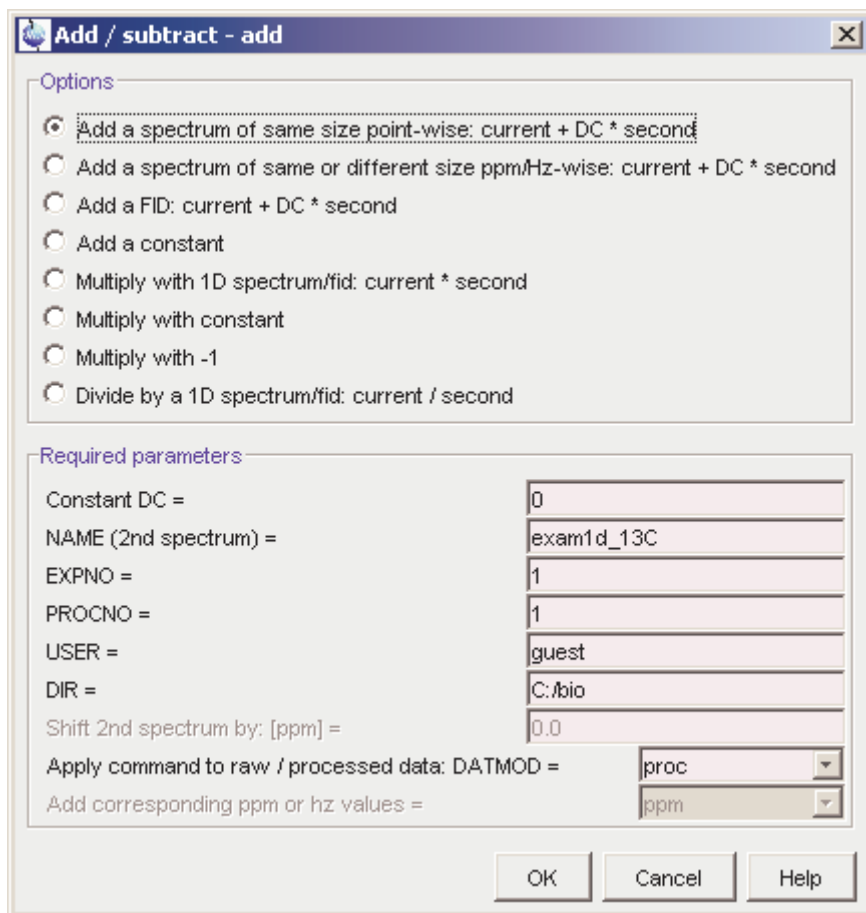 Add / subtract - add
Options
Add a spectrum of same size point-wise: current + DC * second
Add a spectrum of same or different size ppm/Hz-wise: current + DC * second
Add a FID: current + DC * second
Add a constant
Multiply with 1D spectrum/fid: current * second
Multiply with constant
Multiply with -1
Divide by a 1D spectrum/fid: current / second
Required parameters
Constant DC = 0
NAME (2nd spectrum) = exam1d_13C
EXPNO = 1
PROCNO = 1
USER = guest
DIR = C:/bio
Shift 2nd spectrum by: [ppm] = 0.0
Apply command to raw / processed data: DATMOD = proc
Add corresponding ppm or hz values = ppm
OK Cancel Help